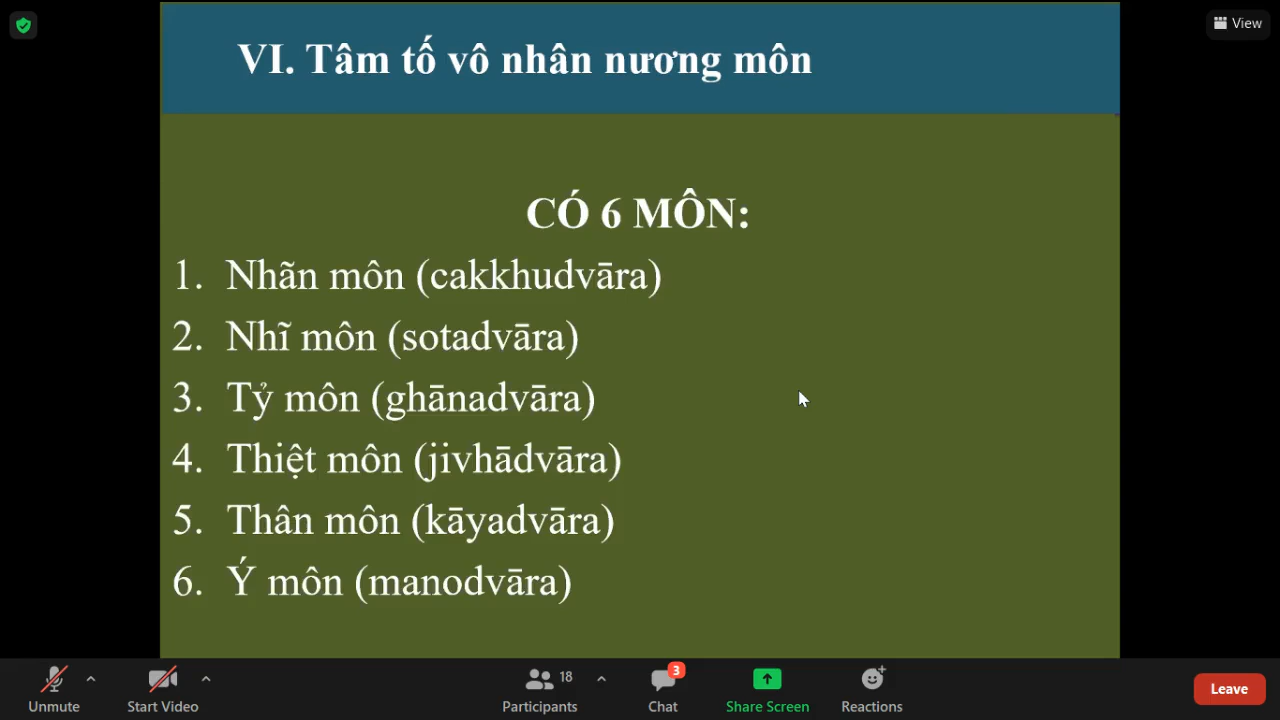 View
VI. Tâm tố vô nhân nương môn
CÓ 6 MÔN:
1. Nhãn môn (cakkhudvāra)
2. Nhĩ môn (sotadvāra)
3. Tỷ môn (ghānadvāra)
4. Thiệt môn (jivhādvāra)
5. Thân môn (kāyadvāra)
6. Ý môn (manodvāra)
18
3
Unmute
Start Video
Participants
Chat
Share Screen
Reactions
Leave